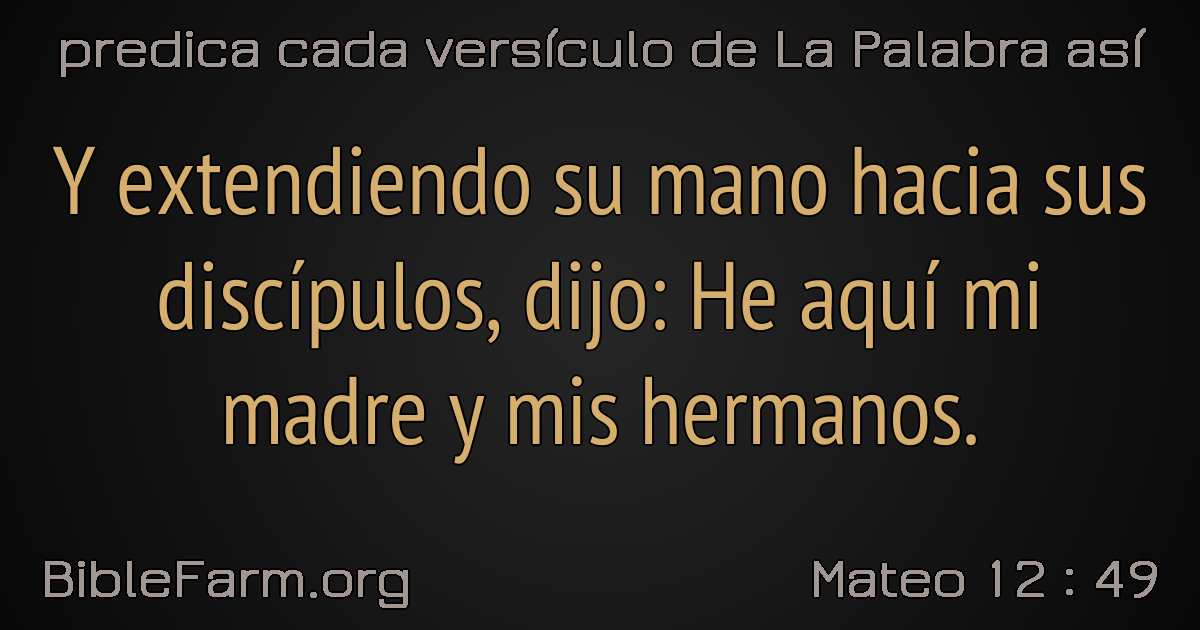 predica cada versículo de La Palabra así
Y extendiendo su mano hacia sus
discípulos, dijo: He aquí mi
madre y mis hermanos.
BibleFarm.org
Mateo 12 : 49